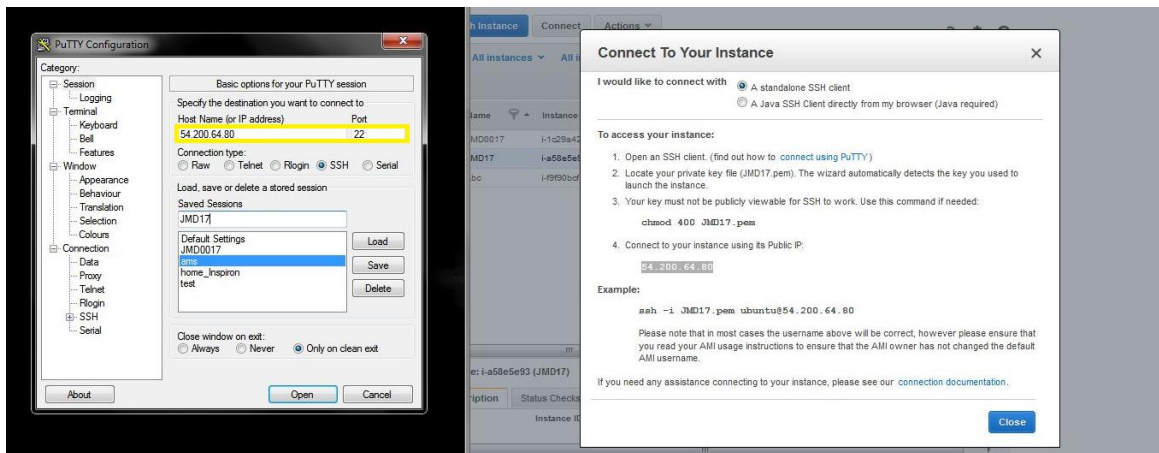 PuTTY Configuration
Category:
Session
Logging
Terminal
Keyboard
Bell
Features
Window
Appearance
Behaviour
Translation
Selection
Colours
Connection
Data
Proxy
Telnet
Rlogin
SSH
Serial
Basic options for your PuTTY session
Specify the destination you want to connect to
Host Name (or IP address) Port
54.200.64.80 22
Connection type:
Raw Telnet Rlogin SSH Serial
Load, save or delete a stored session
Saved Sessions
JMD17
Default Settings
JMD0017
ams
home_Inspiron
test
Load
Save
Delete
Close window on exit:
Always Never Only on clean exit
About Open Cancel
Instance Connect Actions
All instances All
Instance
MD0017 i-1c29a42
MD17 i-a58e5e9
i-f9f90bcf
e: i-a58e5e93 (JMD17)
Status Checks
Instance ID
Connect To Your Instance
I would like to connect with A standalone SSH client
A Java SSH Client directly from my browser (Java required)
To access your instance:
1. Open an SSH client. (find out how to connect using PuTTY)
2. Locate your private key file (JMD17.pem). The wizard automatically detects the key you used to
launch the instance.
3. Your key must not be publicly viewable for SSH to work. Use this command if needed:
chmod 400 JMD17.pem
4. Connect to your instance using its Public IP:
54.200.64.80
Example:
ssh -i JMD17.pem ubuntu@54.200.64.80
Please note that in most cases the username above will be correct, however please ensure that
you read your AMI usage instructions to ensure that the AMI owner has not changed the default
AMI username.
If you need any assistance connecting to your instance, please see our connection documentation.
Close